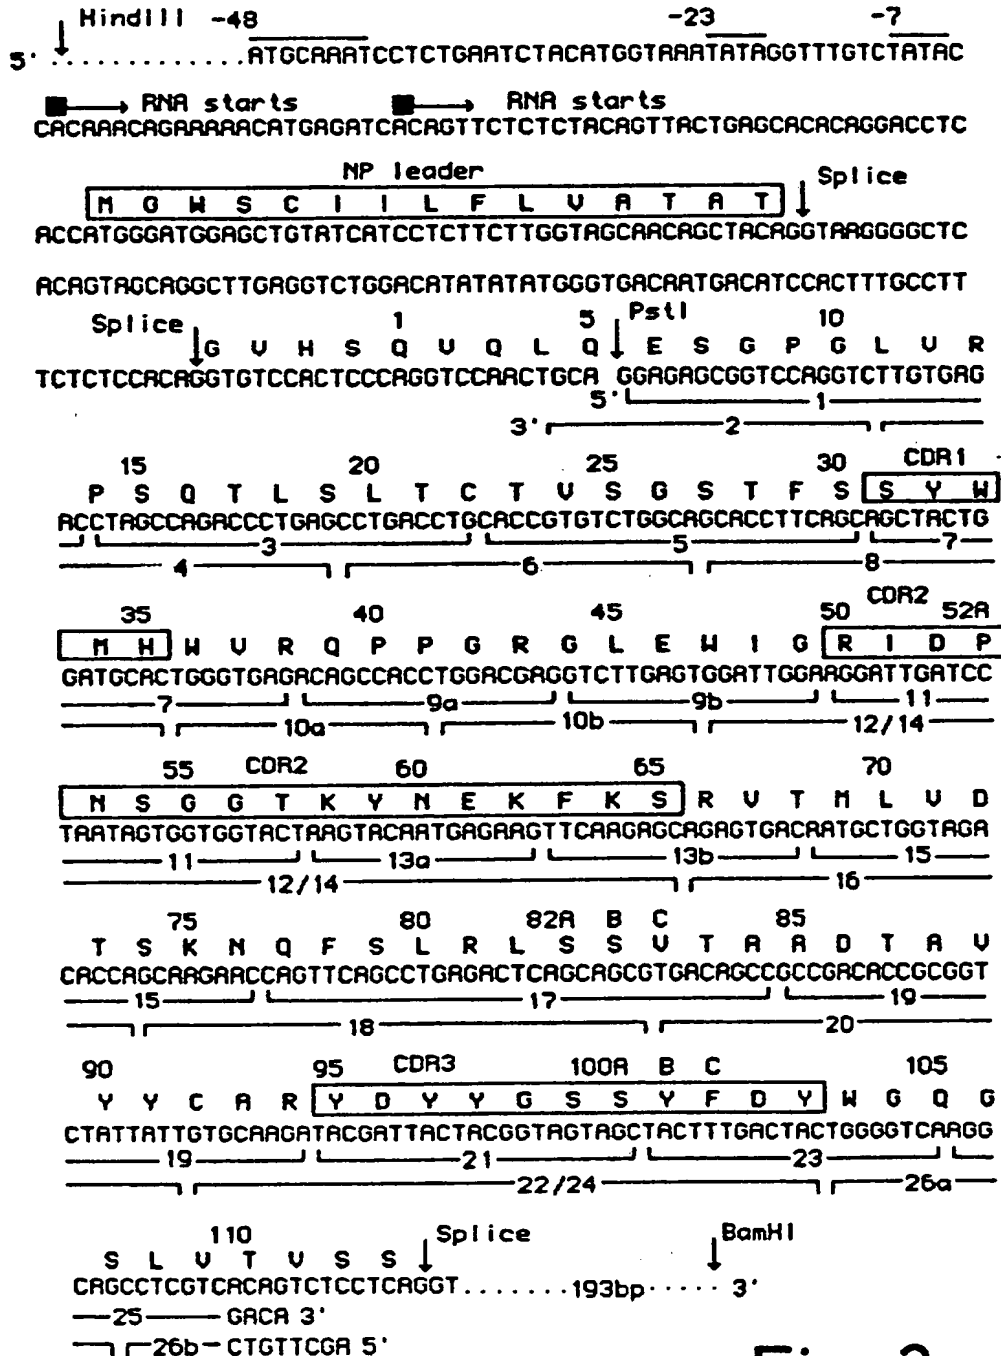 HindIII -48 -23 -7
5' .............ATGCAAATCCTCTGAATCTACATGGTAAATATAGGTTTGTCTATAC
RNA starts RNA starts
CACAAACAGAAAAACATGAGATCACAGTTCTCTCTACAGTTACTGAGCACACAGGACCTC
NP leader Splice
M G W S C I I L F L V A T A T
ACCATGGGATGGAGCTGTATCATCCTCTTCTTGGTAGCAACAGCTACAGGTAAGGGGCTC
ACAGTAGCAGGCTTGAGGTCTGGACATATATATGGGTGACAATGACATCCACTTTGCCTT
Splice 1 5 PstI 10
G V H S Q V Q L Q E S G P G L V R
TCTCTCCACAGGTGTCCACTCCCAGGTCCAACTGCA GGAGAGCGGTCCAGGTCTTGTGAG
5' 1
3' 2
15 20 25 30 CDR1
P S Q T L S L T C T V S G S T F S S Y W
ACCTAGCCAGACCCTGAGCCTGACCTGCACCGTGTCTGGCAGCACCTTCAGCAGCTACTG
3 5 7
4 6 8
35 40 45 50 CDR2 52A
M H W V R Q P P G R G L E W I G R I D P
GATGCACTGGGTGAGACAGCCACCTGGACGAGGTCTTGAGTGGATTGGAAGGATTGATCC
7 9a 9b 11
10a 10b 12/14
55 CDR2 60 65 70
N S G G T K Y N E K F K S R V T M L V D
TAATAGTGGTGGTACTAAGTACAATGAGAAGTTCAAGAGCAGAGTGACAATGCTGGTAGA
11 13a 13b 15
12/14 16
75 80 82A B C 85
T S K N Q F S L R L S S V T A A D T A V
CACCAGCAAGAACCAGTTCAGCCTGAGACTCAGCAGCGTGACAGCCGCCGACACCGCGGT
15 17 19
18 20
90 95 CDR3 100A B C 105
Y Y C A R Y D Y Y G S S Y F D Y W G Q G
CTATTATTGTGCAAGATACGATTACTACGGTAGTAGCTACTTTGACTACTGGGGTCAAGG
19 21 23
22/24 26a
110 Splice BamHI
S L V T V S S
CAGCCTCGTCACAGTCTCCTCAGGT.......193bp..... 3'
25 GACA 3'
26b CTGTTCGA 5'